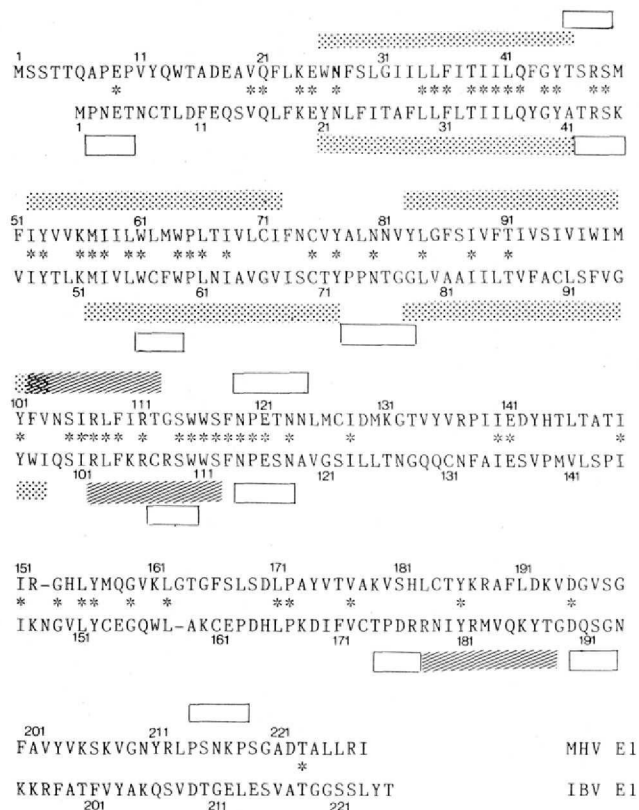 1 11 21 31 41
MSSTTQAPEPVYQWTADEAVQFLKEWNFSLGIILLFITIILQFGYTSRSM
* ** ** * *** ***** ** **
MPNETNCTLDFEQSVQLFKEYNLFITAFLLFLTIILQYGYATRSK
1 11 21 31 41
51 61 71 81 91
FIYVVKMIILWLMWPLTIVLCIFNCVYALNNVYLGFSIVFTIVSIVIWIM
** ** ** *** * * * * * * *
VIYTLKMIVLWCFWPLNIAVGVISCTYPPNTGGLVAAIILTVFACLSFVG
51 61 71 81 91
101 111 121 131 141
YFVNSIRLFIRTGSWWSFNPETNNLMCIDMKGTVYVRPIIEDYHTLTATI
* ***** * ******** * * ** *
YWIQSIRLFKRCRSWWSFNPESNAVGSILLTNGQQCNFAIESVPMVLSPI
101 111 121 131 141
151 161 171 181 191
IR-GHLYMQGVKLGTGFSLSDLPAYVTVAKVSHLCTYKRAFLDKVDGVSG
* * ** * * ** * * *
IKNGVLYCEGQWL-AKCEPDHLPKDIFVCTPDRRNIYRMVQKYTGDQSGN
151 161 171 181 191
201 211 221
FAVYVKSKVGNYRLPSNKPSGADTALLRI MHV E1
*
KKRFATFVYAKQSVDTGELESVATGGSSLYT IBV E1
201 211 221